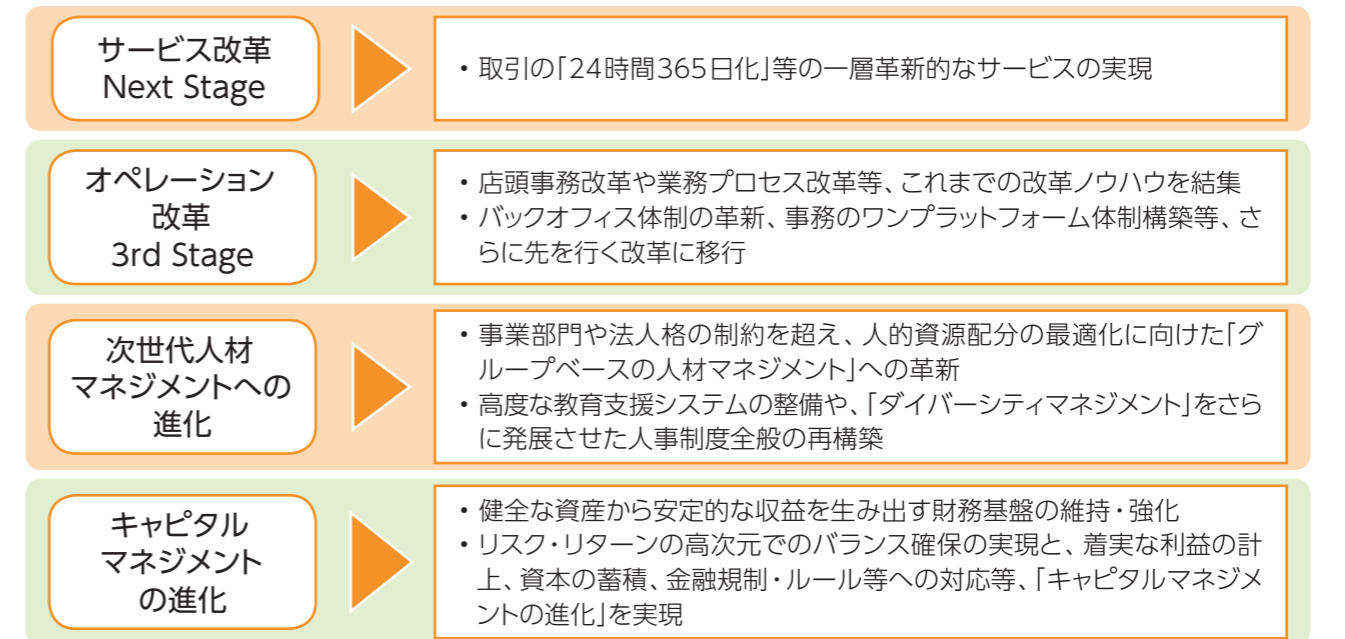 サービス改革
Next Stage
・取引の「24時間365日化」等の一層革新的なサービスの実現
オペレーション
改革
3rd Stage
・店頭事務改革や業務プロセス改革等、これまでの改革ノウハウを結集
・バックオフィス体制の革新、事務のワンプラットフォーム体制構築等、さ
らに先を行く改革に移行
次世代人材
マネジメントへの
進化
・事業部門や法人格の制約を超え、人的資源配分の最適化に向けた「グ
ループベースの人材マネジメント」への革新
・高度な教育支援システムの整備や、「ダイバーシティマネジメント」をさら
に発展させた人事制度全般の再構築
キャピタル
マネジメント
の進化
・健全な資産から安定的な収益を生み出す財務基盤の維持・強化
・リスク・リターンの高次元でのバランス確保の実現と、着実な利益の計
上、資本の蓄積、金融規制・ルール等への対応等、「キャピタルマネジメ
ントの進化」を実現